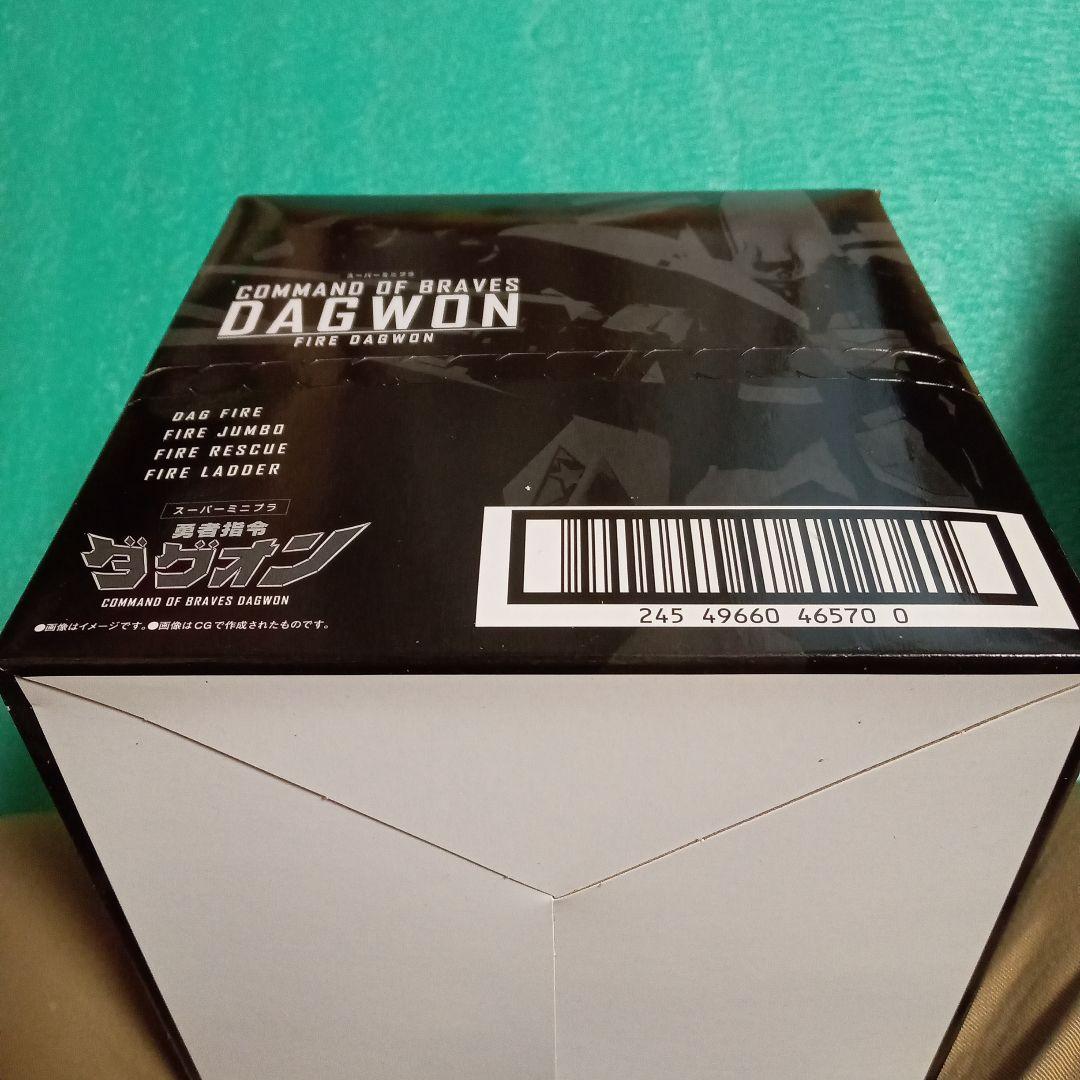 スーパーミニプラ
COMMAND OF BRAVES
DAGWON
FIRE DAGWON
DAG FIRE
FIRE JUMBO
FIRE RESCUE
FIRE LADDER
スーパーミニプラ
勇者指令
ダグオン
COMMAND OF BRAVES DAGWON
●画像はイメージです。●画像はCGで作成されたものです。
245 49660 46570 0